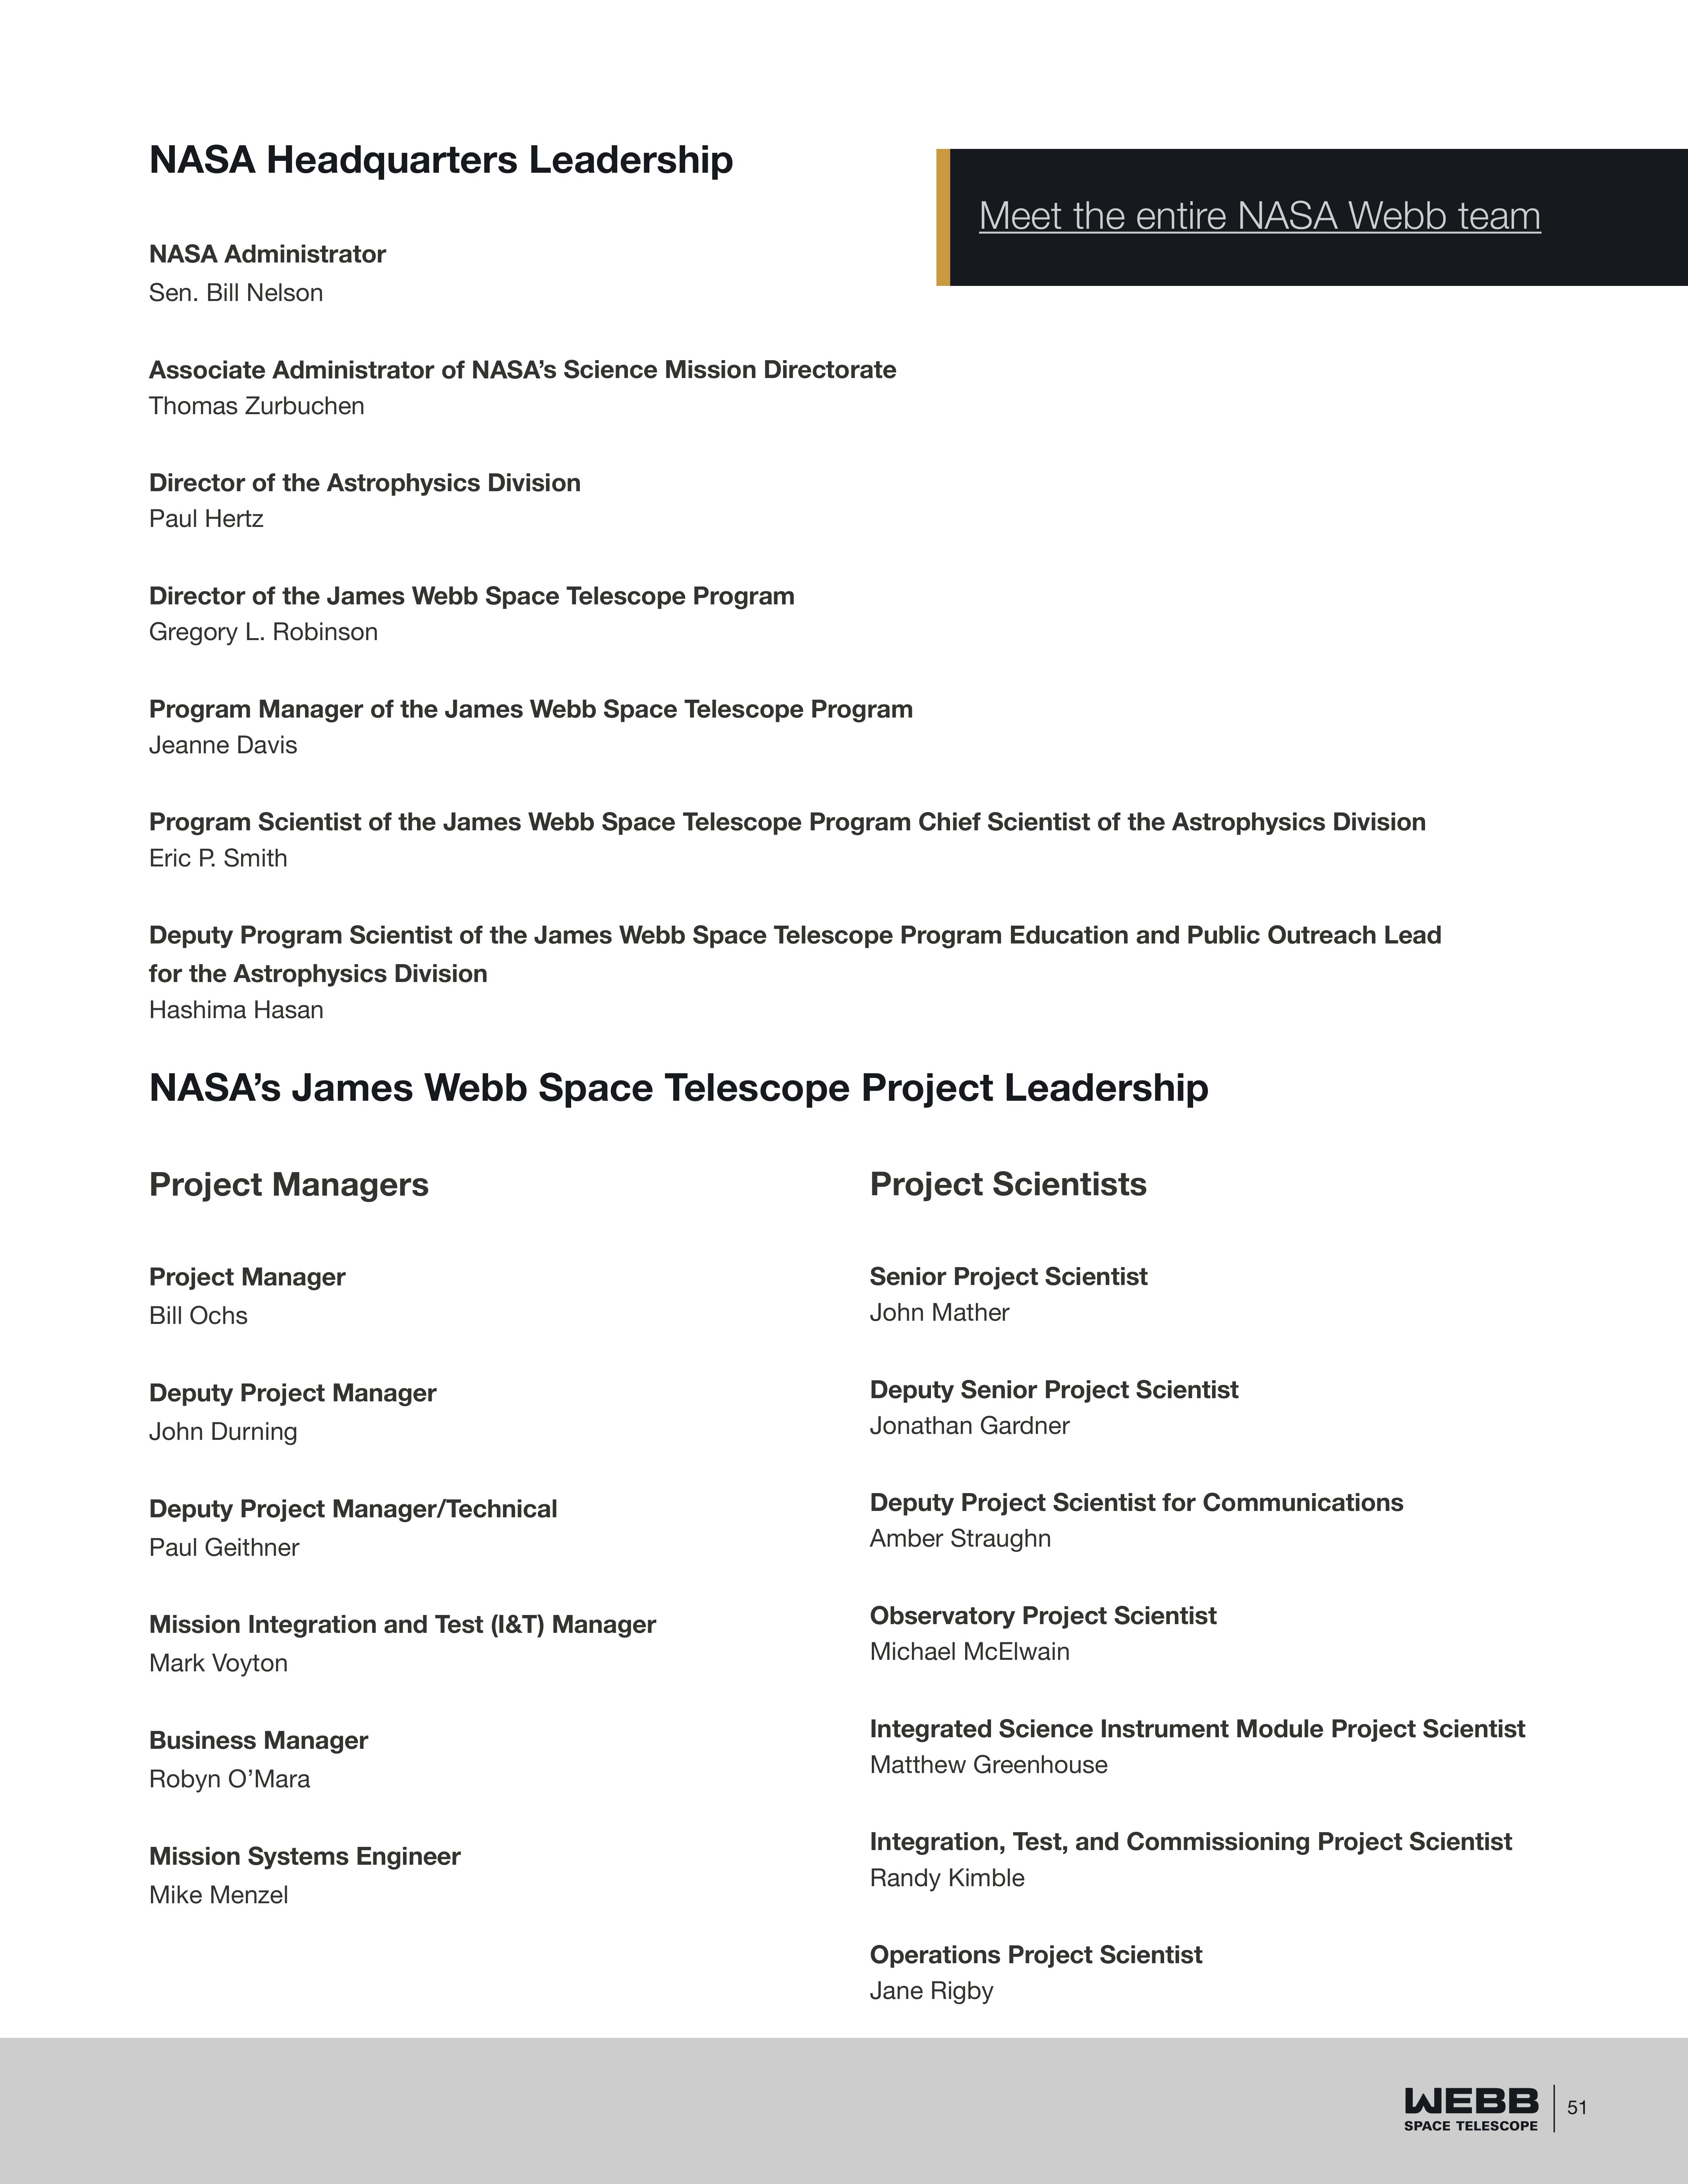 NASA Headquarters Leadership
Meet the entire NASA Webb team
NASA Administrator
Sen. Bill Nelson
Associate Administrator of NASA’s Science Mission Directorate
Thomas Zurbuchen
Director of the Astrophysics Division
Paul Hertz
Director of the James Webb Space Telescope Program
Gregory L. Robinson
Program Manager of the James Webb Space Telescope Program
Jeanne Davis
Program Scientist of the James Webb Space Telescope Program Chief Scientist of the Astrophysics Division
Eric P. Smith
Deputy Program Scientist of the James Webb Space Telescope Program Education and Public Outreach Lead
for the Astrophysics Division
Hashima Hasan
NASA’s James Webb Space Telescope Project Leadership
Project Managers
Project Manager
Bill Ochs
Deputy Project Manager
John Durning
Deputy Project Manager/Technical
Paul Geithner
Mission Integration and Test (I&T) Manager
Mark Voyton
Business Manager
Robyn O’Mara
Mission Systems Engineer
Mike Menzel
Project Scientists
Senior Project Scientist
John Mather
Deputy Senior Project Scientist
Jonathan Gardner
Deputy Project Scientist for Communications
Amber Straughn
Observatory Project Scientist
Michael McElwain
Integrated Science Instrument Module Project Scientist
Matthew Greenhouse
Integration, Test, and Commissioning Project Scientist
Randy Kimble
Operations Project Scientist
Jane Rigby
WEBB
SPACE TELESCOPE
51